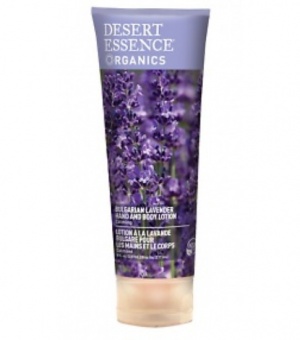 DESERT
ESSENCE
ORGANICS
BULGARIAN LAVENDER
HAND AND BODY LOTION
LOTION À LA LAVANDE
BULGARE POUR
LES MAINS ET LE CORPS